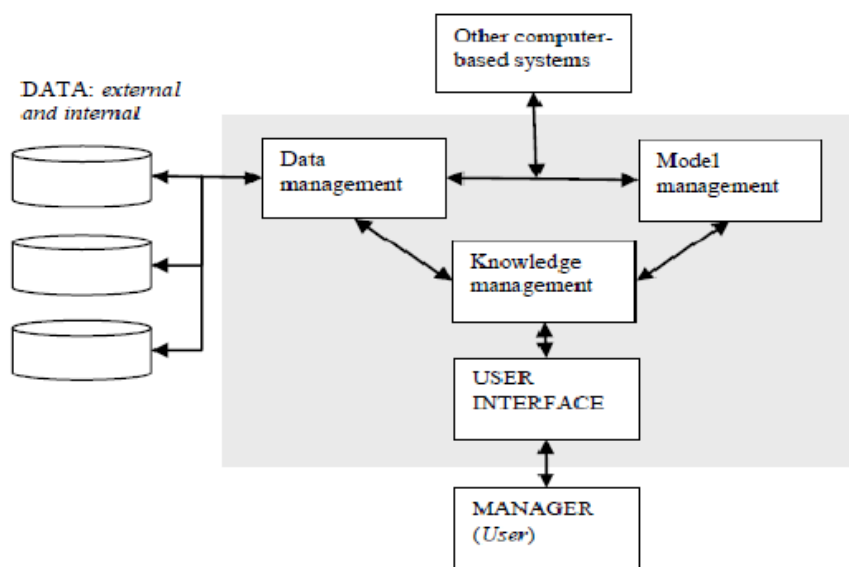 Other computer-
based systems
DATA: external
and internal
Data
management
Model
management
Knowledge
management
USER
INTERFACE
MANAGER
(User)